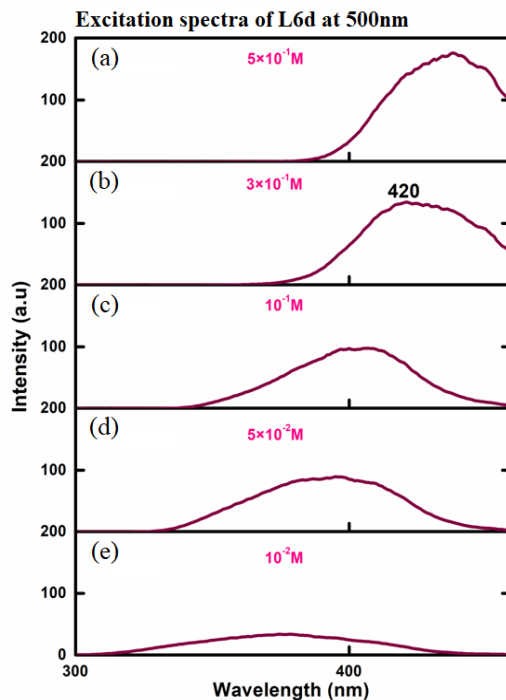 Excitation spectra of L6d at 500nm
200
(a)
5×10⁻¹M
100
200
(b)
3×10⁻¹M
420
100
200
(c)
10⁻¹M
100
200
(d)
5×10⁻²M
100
200
(e)
10⁻²M
100
0
300
400
Intensity (a.u)
Wavelength (nm)